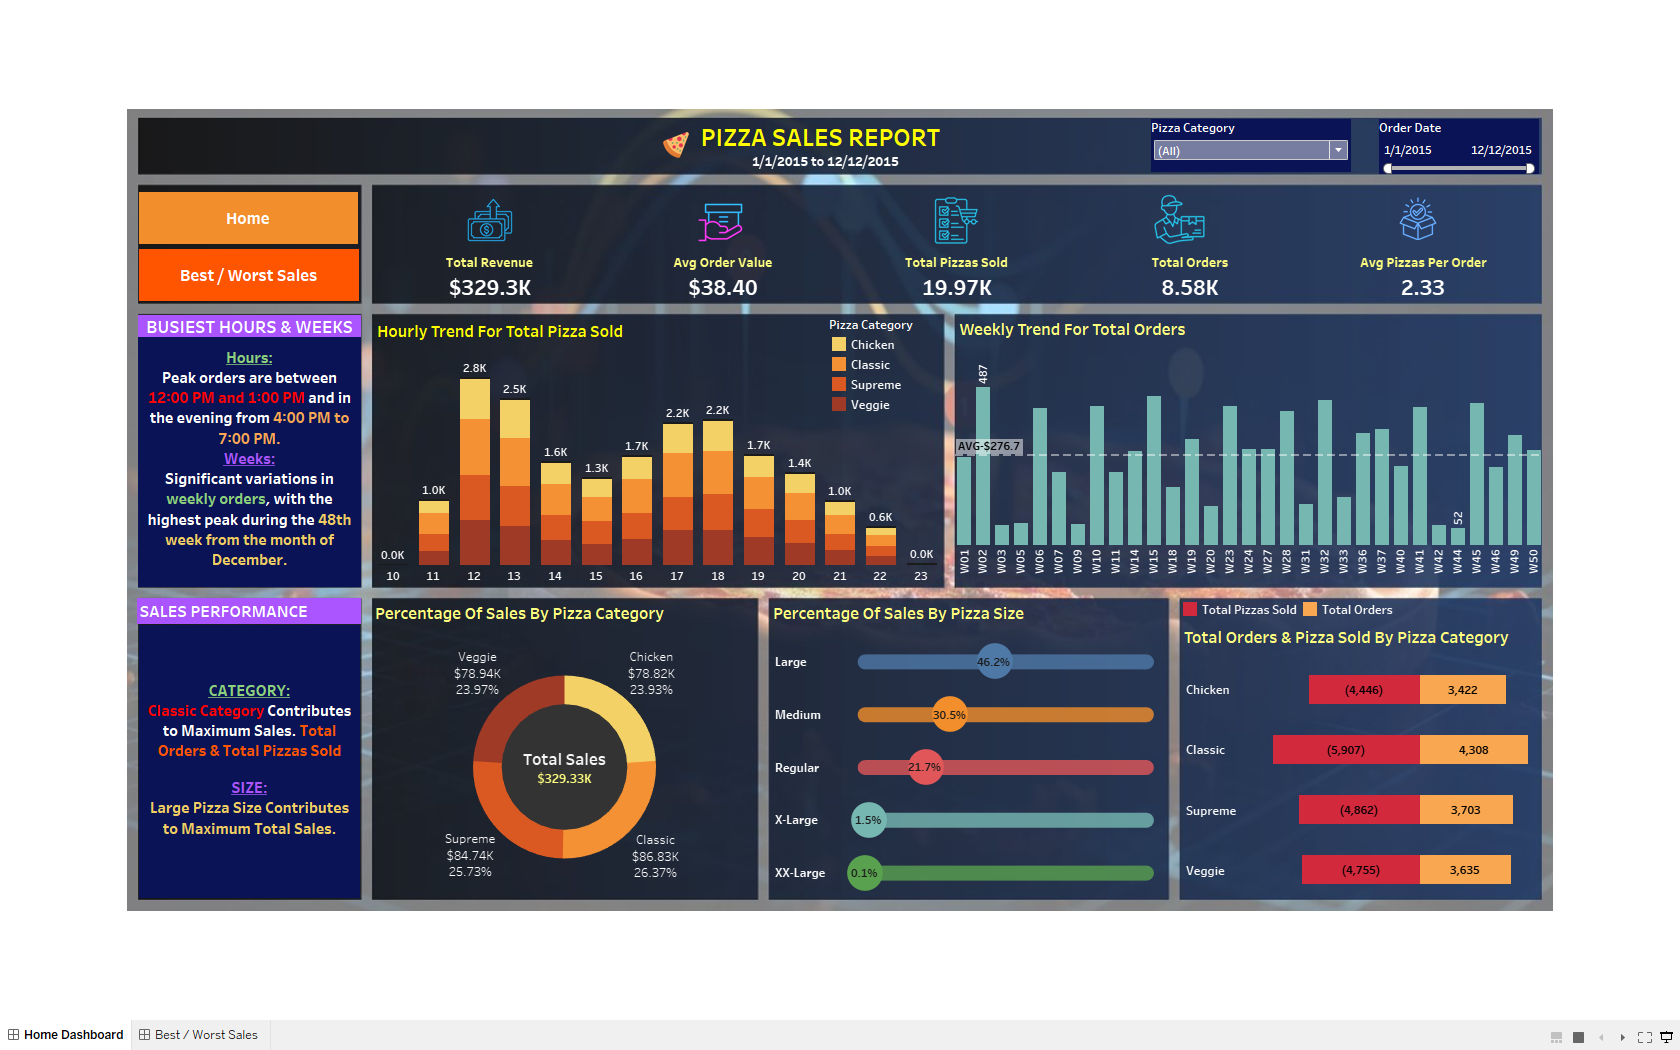 PIZZA SALES REPORT
1/1/2015 to 12/12/2015
Pizza Category
(All)
Order Date
1/1/2015 12/12/2015
Home
Best / Worst Sales
Total Revenue
$329.3K
Avg Order Value
$38.40
Total Pizzas Sold
19.97K
Total Orders
8.58K
Avg Pizzas Per Order
2.33
BUSIEST HOURS & WEEKS
Hours:
Peak orders are between
12:00 PM and 1:00 PM and in
the evening from 4:00 PM to
7:00 PM.
Weeks:
Significant variations in
weekly orders, with the
highest peak during the 48th
week from the month of
December.
Hourly Trend For Total Pizza Sold
Pizza Category
Chicken
Classic
Supreme
Veggie
0.0K 1.0K 2.8K 2.5K 1.6K 1.3K 1.7K 2.2K 2.2K 1.7K 1.4K 1.0K 0.6K 0.0K
10 11 12 13 14 15 16 17 18 19 20 21 22 23
Weekly Trend For Total Orders
487
AVG-$276.7
52
W01 W02 W03 W05 W06 W07 W09 W10 W11 W14 W15 W18 W19 W20 W23 W24 W27 W28 W31 W32 W33 W36 W37 W40 W41 W42 W44 W45 W46 W49 W50
SALES PERFORMANCE
CATEGORY:
Classic Category Contributes
to Maximum Sales. Total
Orders & Total Pizzas Sold
SIZE:
Large Pizza Size Contributes
to Maximum Total Sales.
Percentage Of Sales By Pizza Category
Veggie
$78.94K
23.97%
Chicken
$78.82K
23.93%
Total Sales
$329.33K
Supreme
$84.74K
25.73%
Classic
$86.83K
26.37%
Percentage Of Sales By Pizza Size
Large 46.2%
Medium 30.5%
Regular 21.7%
X-Large 1.5%
XX-Large 0.1%
Total Pizzas Sold Total Orders
Total Orders & Pizza Sold By Pizza Category
Chicken (4,446) 3,422
Classic (5,907) 4,308
Supreme (4,862) 3,703
Veggie (4,755) 3,635
Home Dashboard Best / Worst Sales